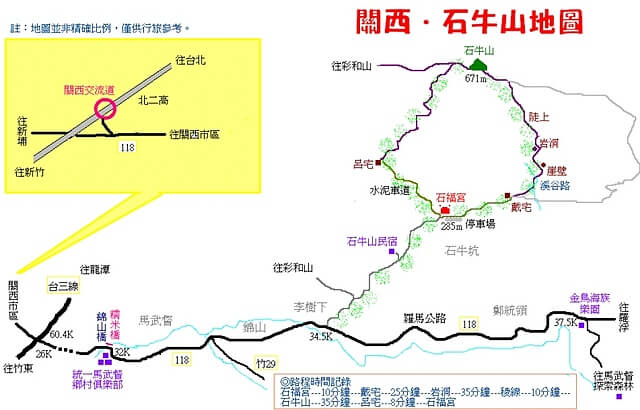 註：地圖並非精確比例，僅供行旅參考。
關西．石牛山地圖
往台北
關西交流道
北二高
往新埔
118
往關西市區
往新竹
石牛山
671m
往彩和山
陡上
岩洞
崖壁
溪谷路
呂宅
水泥車道
石福宮
戴宅
285m
停車場
石牛山民宿
石牛坑
往彩和山
往龍潭
關西市區
台三線
60.4K
26K
往竹東
錦山橋
糯米橋
32K
統一馬武督
鄉村俱樂部
馬武督
118
錦山
竹29
李樹下
34.5K
羅馬公路
118
鄭統領
金鳥海族
樂園
37.5K
往羅浮
往馬武督
探索森林
◎路程時間記錄
石福宮---10分鐘---戴宅---25分鐘---岩洞---35分鐘---稜線---10分鐘---
石牛山---35分鐘---呂宅---8分鐘---石福宮